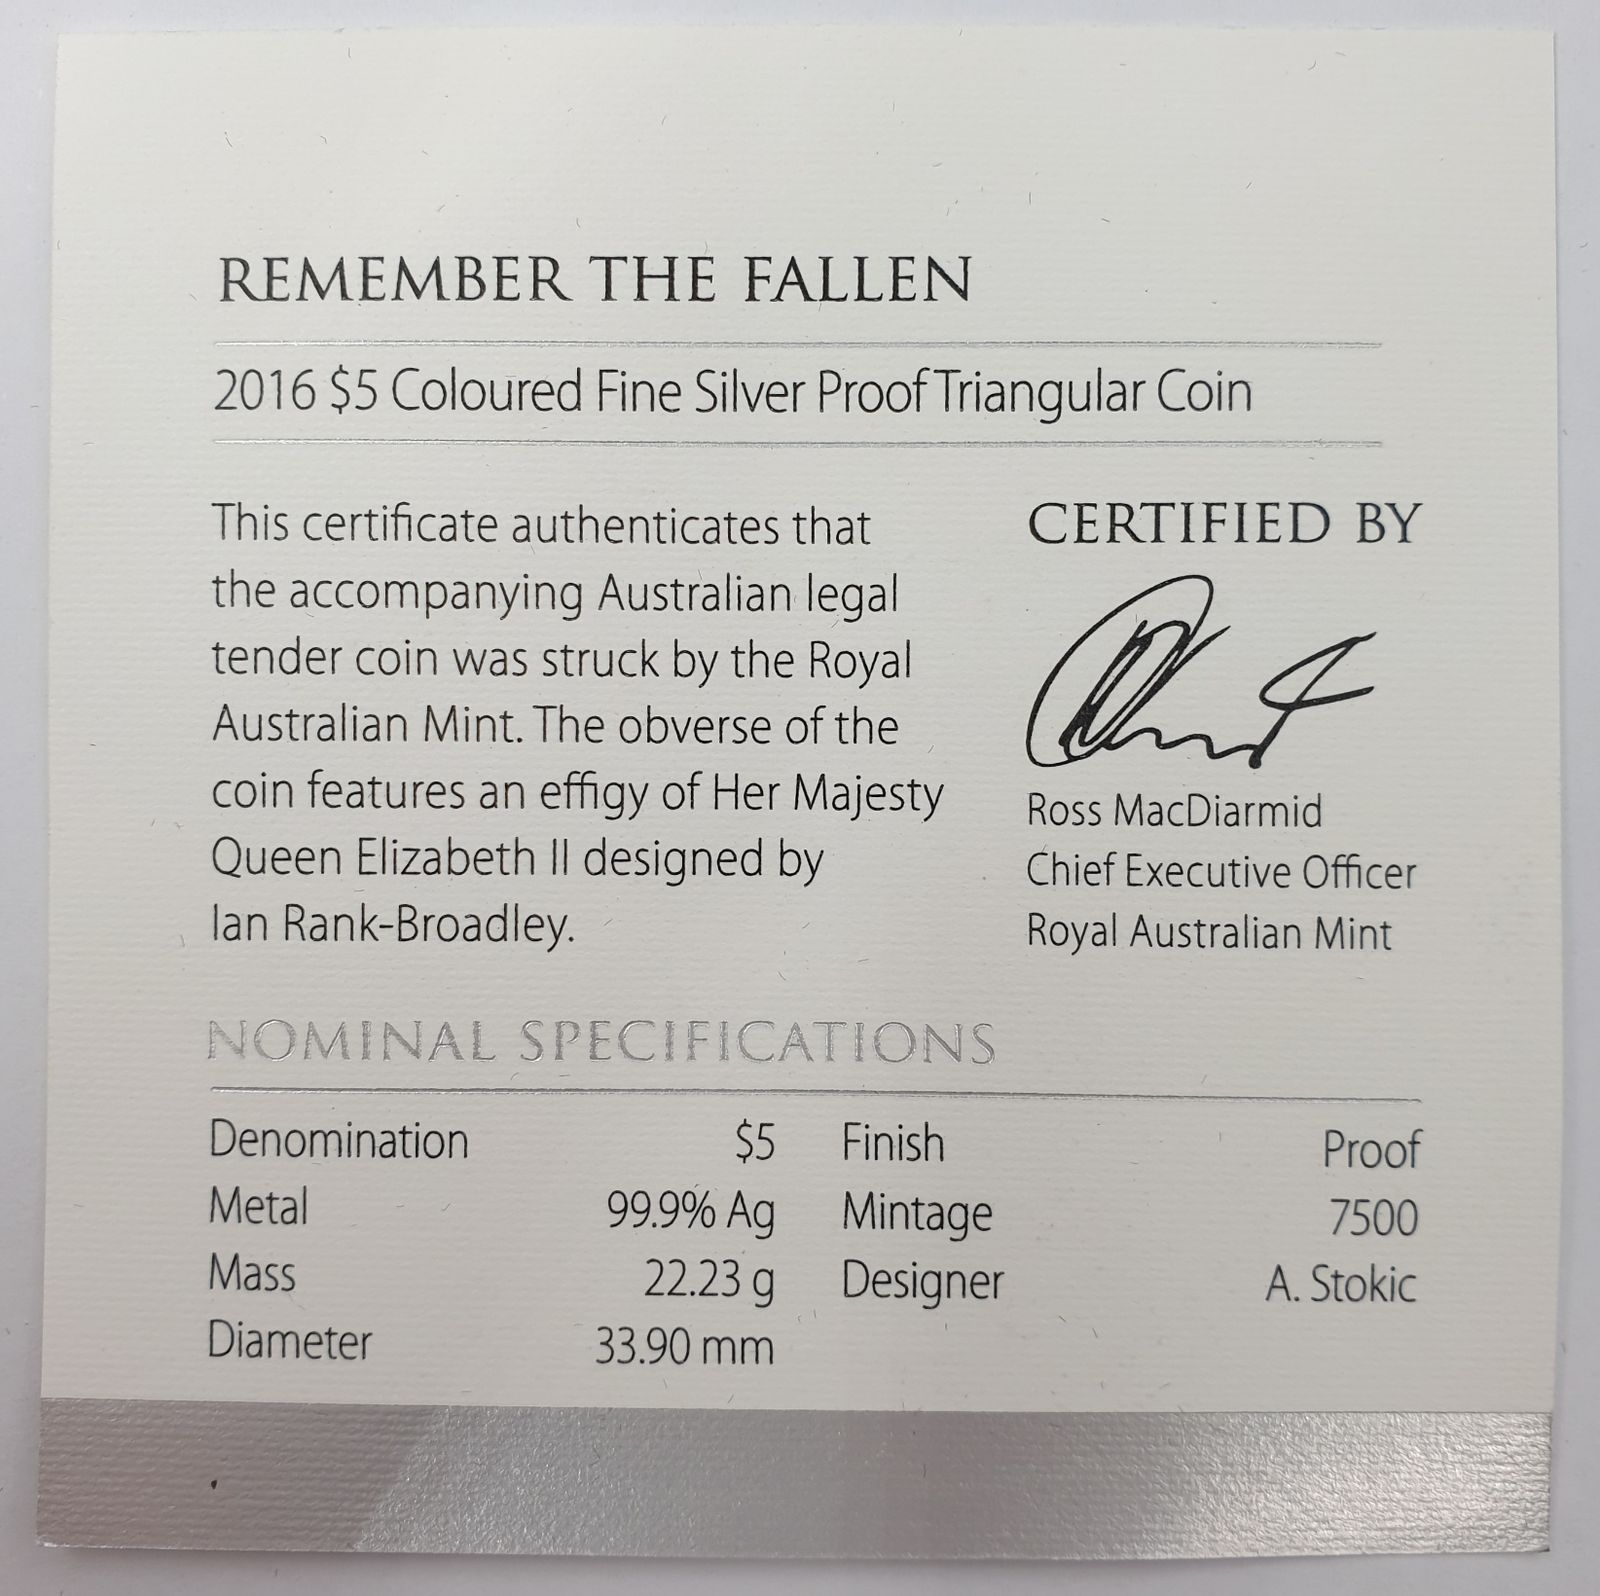 REMEMBER THE FALLEN
2016 $5 Coloured Fine Silver Proof Triangular Coin
This certificate authenticates that
the accompanying Australian legal
tender coin was struck by the Royal
Australian Mint. The obverse of the
coin features an effigy of Her Majesty
Queen Elizabeth II designed by
Ian Rank-Broadley.
CERTIFIED BY
Ross MacDiarmid
Chief Executive Officer
Royal Australian Mint
NOMINAL SPECIFICATIONS
Denomination $5
Metal 99.9% Ag
Mass 22.23 g
Diameter 33.90 mm
Finish Proof
Mintage 7500
Designer A. Stokic